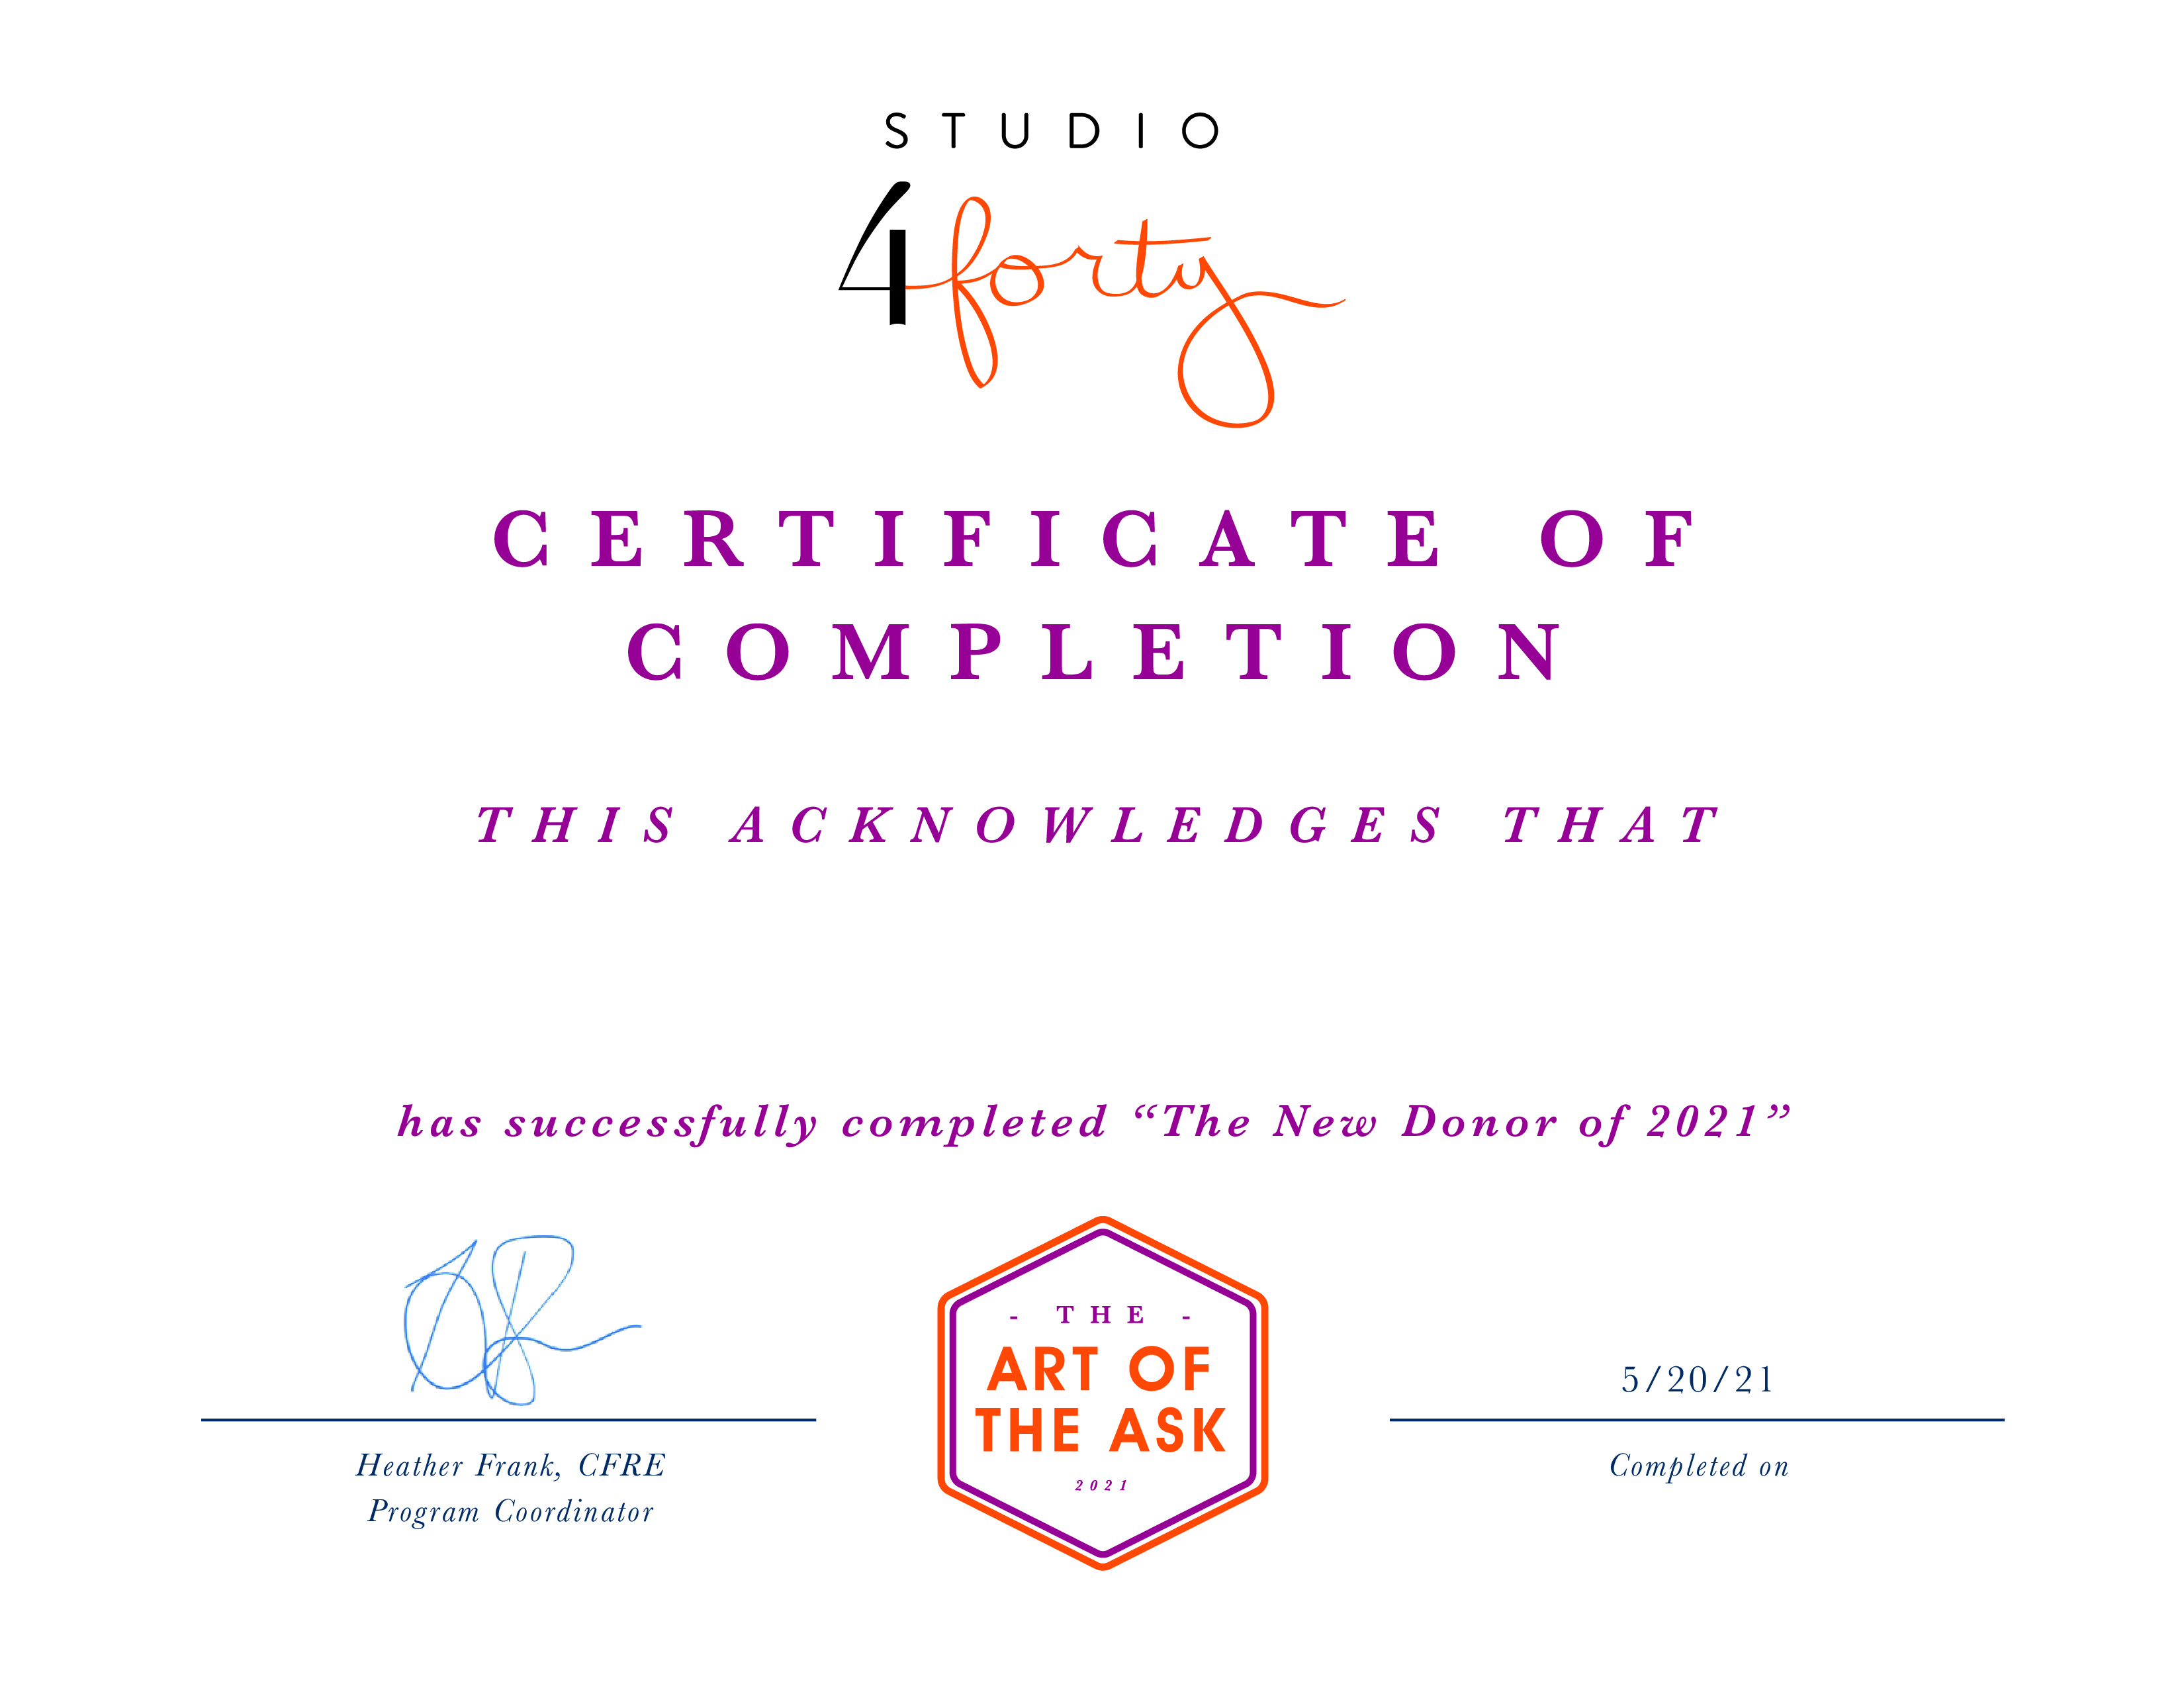 STUDIO
4forty
CERTIFICATE OF
COMPLETION
THIS ACKNOWLEDGES THAT
has successfully completed “The New Donor of 2021”
- THE -
ART OF
THE ASK
2021
5/20/21
Heather Frank, CFRE
Program Coordinator
Completed on